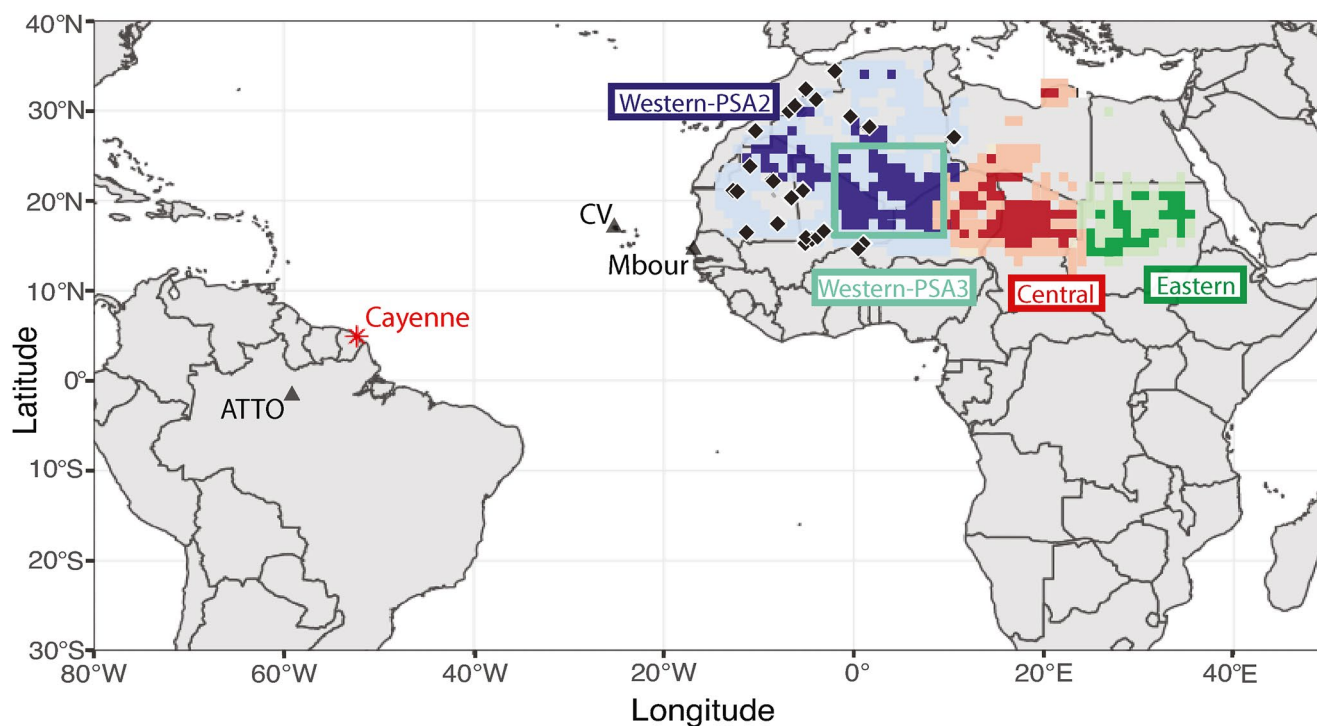 40°N
Western-PSA2
30°N
20°N
CV
Mbour
Western-PSA3
Central
Eastern
10°N
Cayenne
Latitude
0°
ATTO
10°S
20°S
30°S
80°W
60°W
40°W
20°W
0°
20°E
40°E
Longitude